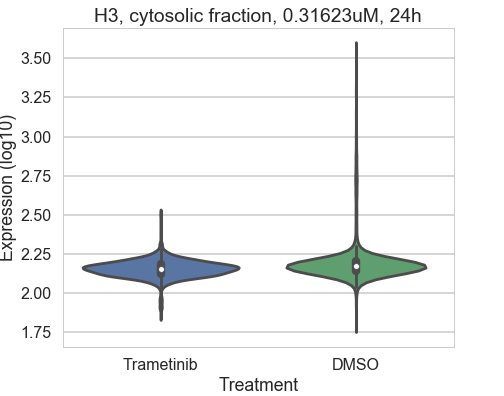 H3, cytosolic fraction, 0.31623uM, 24h
Expression (log10)
3.50
3.25
3.00
2.75
2.50
2.25
2.00
1.75
Trametinib DMSO
Treatment